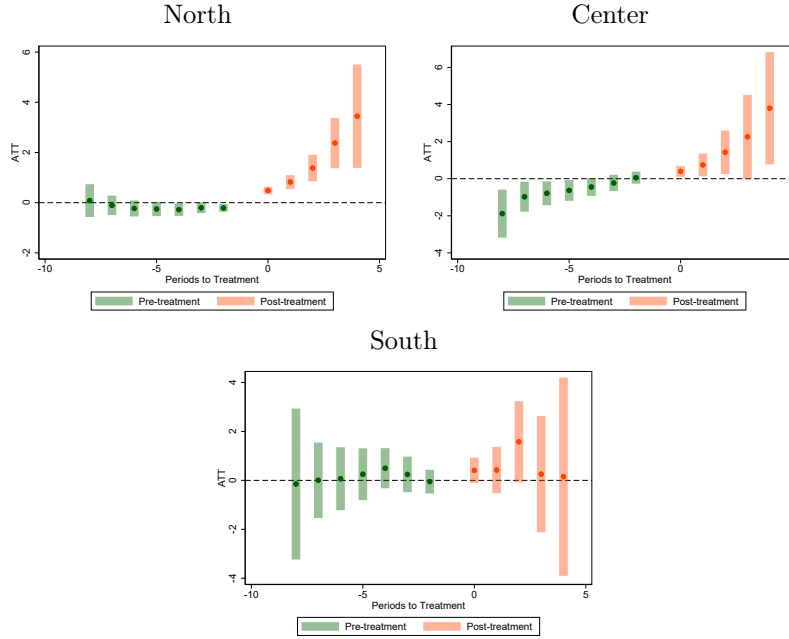 North
6
4
2
0
-2
ATT
-10
-5
0
5
Periods to Treatment
Pre-treatment
Post-treatment
Center
6
4
2
0
-2
-4
ATT
-10
-5
0
5
Periods to Treatment
Pre-treatment
Post-treatment
South
4
2
0
-2
-4
ATT
-10
-5
0
5
Periods to Treatment
Pre-treatment
Post-treatment